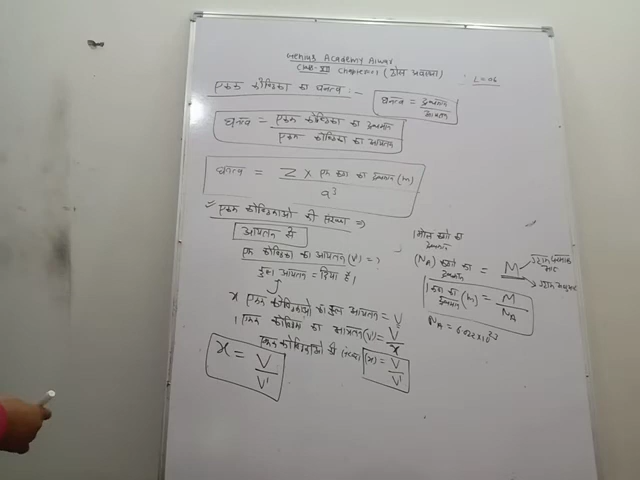 Genius Academy Alwar
Class-XII Chapter-01 (ठोस अवस्था)
L=06
एकक कोष्ठिका का घनत्व :-
घनत्व = द्रव्यमान / आयतन
घनत्व = एकक कोष्ठिका का द्रव्यमान / एकक कोष्ठिका का आयतन
घनत्व = Z × एक कण का द्रव्यमान (m) / a³
एकक कोष्ठिकाओं की संख्या ⇒
आयतन से
एक कोष्ठिका का आयतन (V') = ?
कुल आयतन = दिया है।
x एकक कोष्ठिकाओं का कुल आयतन = V
1 एकक कोष्ठिका का आयतन (V') = V / x
एकक कोष्ठिकाओं की संख्या (x) = V / V'
x = V / V'
1 मोल कणों का द्रव्यमान
(NA) कणों का द्रव्यमान = M
1 कण का द्रव्यमान (m) = M / NA
NA = 6.022×10²³